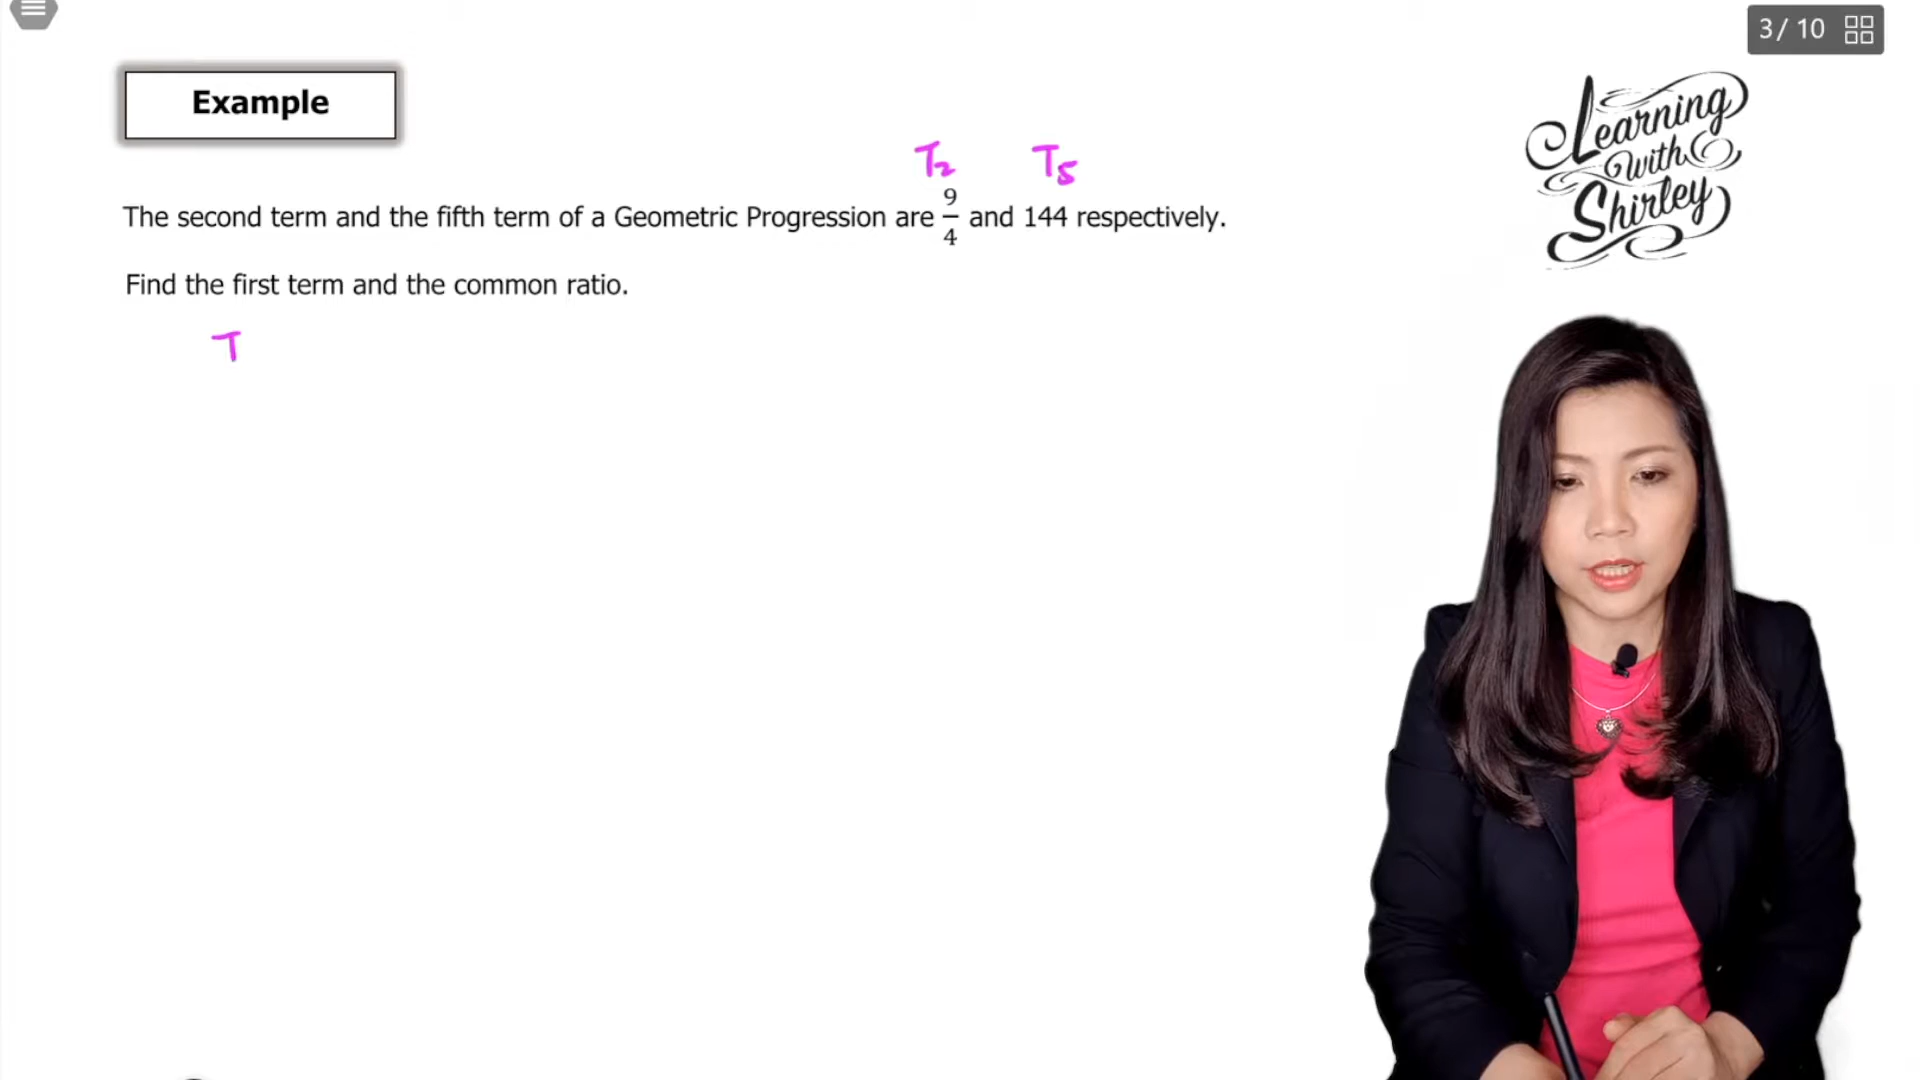 3/ 10
Example
Learning
with
Shirley
T₂ T₅
The second term and the fifth term of a Geometric Progression are 9/4 and 144 respectively.
Find the first term and the common ratio.
T